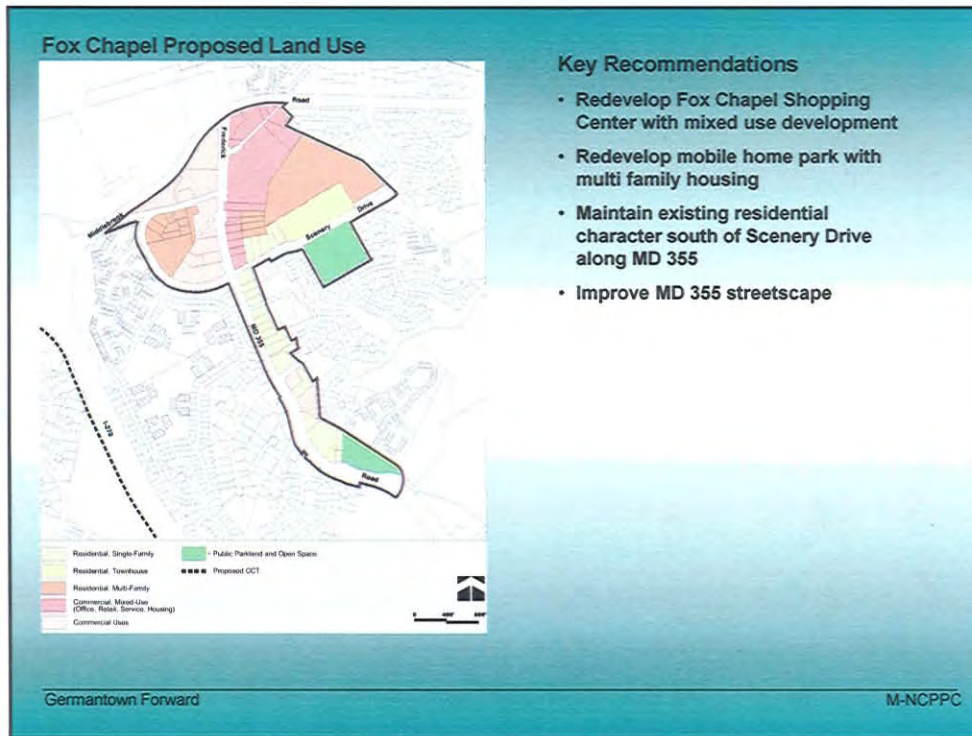 Fox Chapel Proposed Land Use
Road
Frederick
Middlebrook
Scenery
Drive
MD 355
I-270
Road
Residential, Single-Family
Residential, Townhouse
Residential, Multi-Family
Commercial, Mixed-Use
(Office, Retail, Service, Housing)
Commercial Uses
Public Parkland and Open Space
Proposed CCT
0 400' 800'
Key Recommendations
• Redevelop Fox Chapel Shopping
Center with mixed use development
• Redevelop mobile home park with
multi family housing
• Maintain existing residential
character south of Scenery Drive
along MD 355
• Improve MD 355 streetscape
Germantown Forward
M-NCPPC